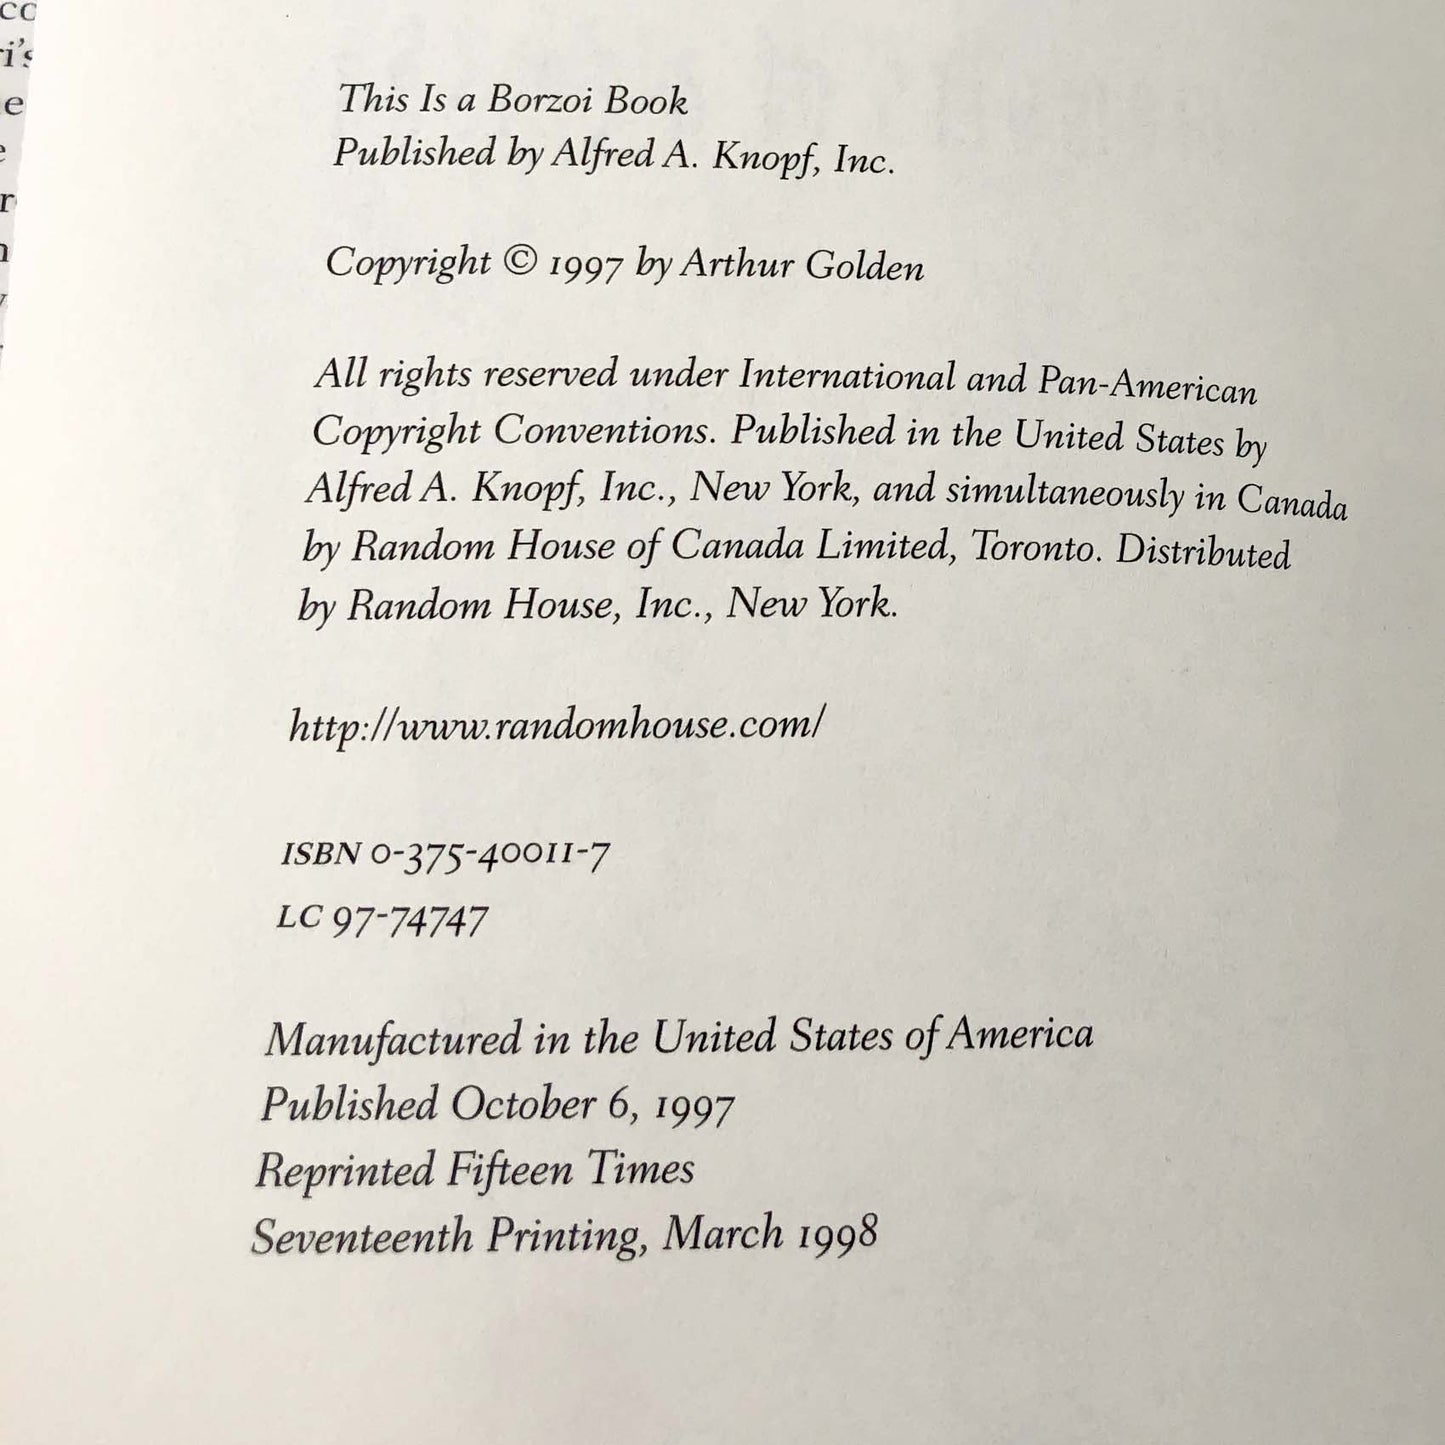 This Is a Borzoi Book
Published by Alfred A. Knopf, Inc.
Copyright © 1997 by Arthur Golden
All rights reserved under International and Pan-American
Copyright Conventions. Published in the United States by
Alfred A. Knopf, Inc., New York, and simultaneously in Canada
by Random House of Canada Limited, Toronto. Distributed
by Random House, Inc., New York.
http://www.randomhouse.com/
ISBN 0-375-40011-7
LC 97-74747
Manufactured in the United States of America
Published October 6, 1997
Reprinted Fifteen Times
Seventeenth Printing, March 1998